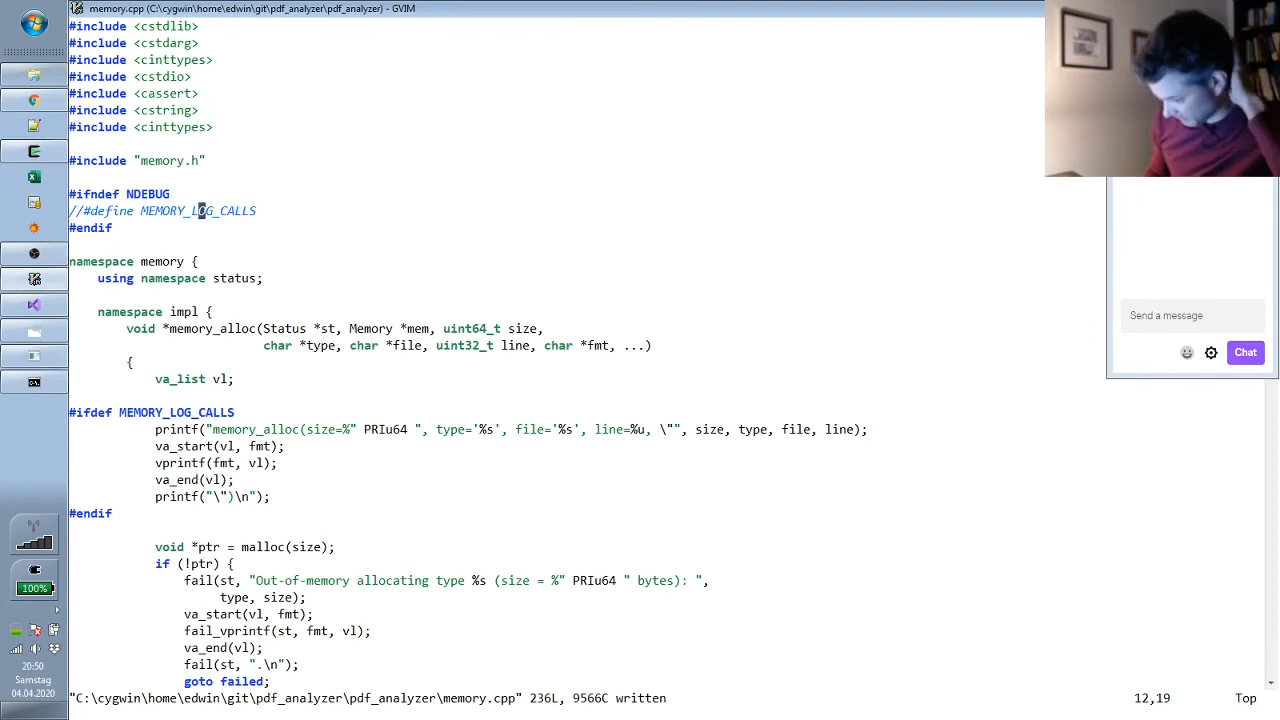 memory.cpp (C:\cygwin\home\edwin\git\pdf_analyzer\pdf_analyzer) - GVIM
#include <cstdlib>
#include <cstdarg>
#include <cinttypes>
#include <cstdio>
#include <cassert>
#include <cstring>
#include <cinttypes>
#include "memory.h"
#ifndef NDEBUG
//#define MEMORY_LOG_CALLS
#endif
namespace memory {
using namespace status;
namespace impl {
void *memory_alloc(Status *st, Memory *mem, uint64_t size,
char *type, char *file, uint32_t line, char *fmt, ...)
{
va_list vl;
#ifdef MEMORY_LOG_CALLS
printf("memory_alloc(size=%" PRIu64 ", type='%s', file='%s', line=%u, \"", size, type, file, line);
va_start(vl, fmt);
vprintf(fmt, vl);
va_end(vl);
printf("\")\n");
#endif
void *ptr = malloc(size);
if (!ptr) {
fail(st, "Out-of-memory allocating type %s (size = %" PRIu64 " bytes): ",
type, size);
va_start(vl, fmt);
fail_vprintf(st, fmt, vl);
va_end(vl);
fail(st, ".\n");
goto failed;
"C:\cygwin\home\edwin\git\pdf_analyzer\pdf_analyzer\memory.cpp" 236L, 9566C written
12,19
Top
Send a message
Chat
100%
20:50
Samstag
04.04.2020